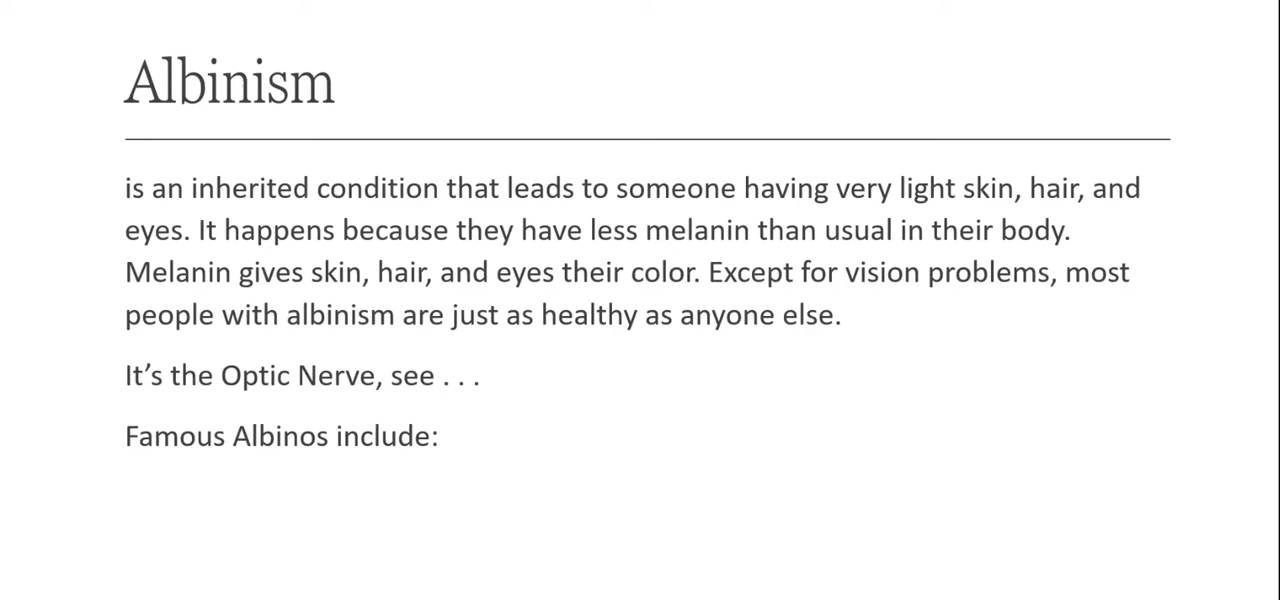 Albinism
is an inherited condition that leads to someone having very light skin, hair, and
eyes. It happens because they have less melanin than usual in their body.
Melanin gives skin, hair, and eyes their color. Except for vision problems, most
people with albinism are just as healthy as anyone else.
It’s the Optic Nerve, see . . .
Famous Albinos include: